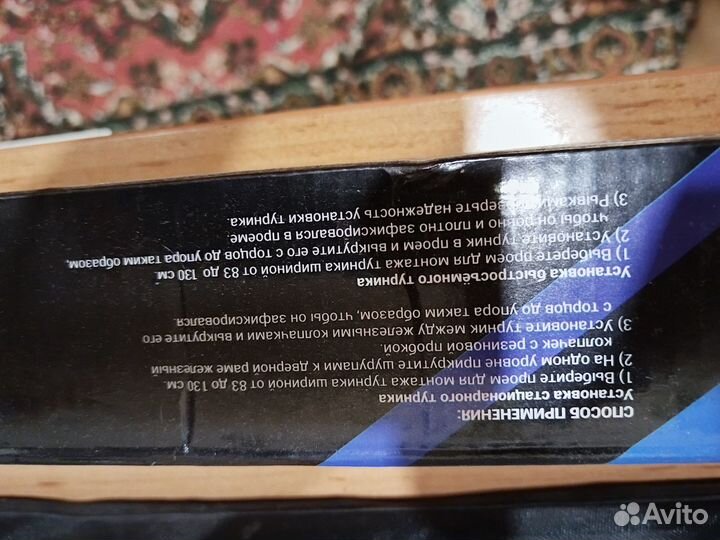 СПОСОБ ПРИМЕНЕНИЯ:
Установка стационарного турника
1) Выберете проем для монтажа турника шириной от 83 до 130 см.
2) На одном уровне прикрутите шурупами к дверной раме железный
колпачек с резиновой пробкой.
3) Установите турник между железными колпачками и выкрутите его
с торцов до упора таким образом, чтобы он зафиксировался.
Установка быстросъёмного турника
1) Выберете проем для монтажа турника шириной от 83 до 130 см.
2) Установите турник в проем и выкрутите его с торцов до упора таким образом,
чтобы он ровно и плотно зафиксировался в проеме.
3) Рывками проверьте надежность установки турника.
Avito